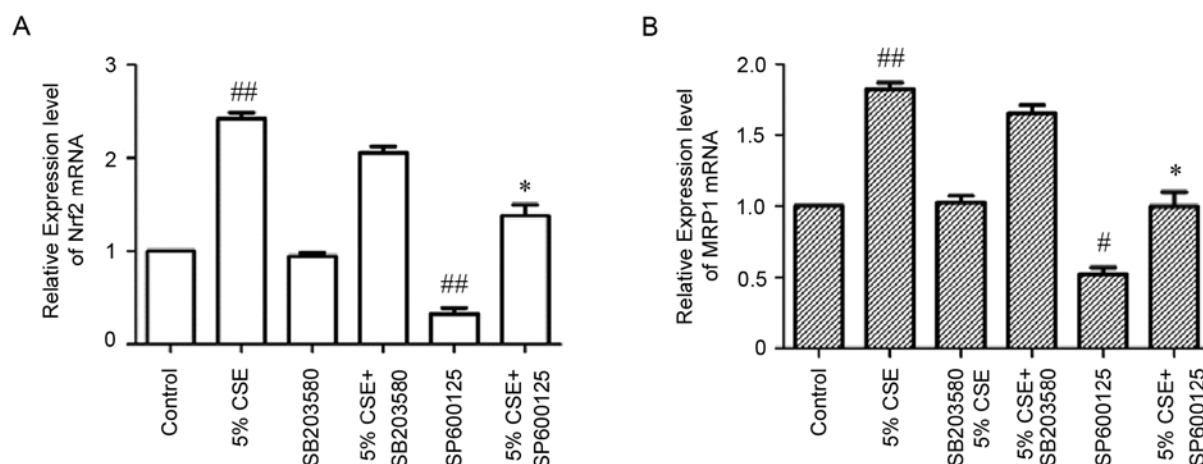 A
Relative Expression level
of Nrf2 mRNA
3
2
1
0
##
##
*
Control
5% CSE
SB203580
5% CSE+
SB203580
SP600125
5% CSE+
SP600125
B
Relative Expression level
of MRP1 mRNA
2.0
1.5
1.0
0.5
0
##
#
*
Control
5% CSE
SB203580
5% CSE
5% CSE+
SB203580
SP600125
5% CSE+
SP600125